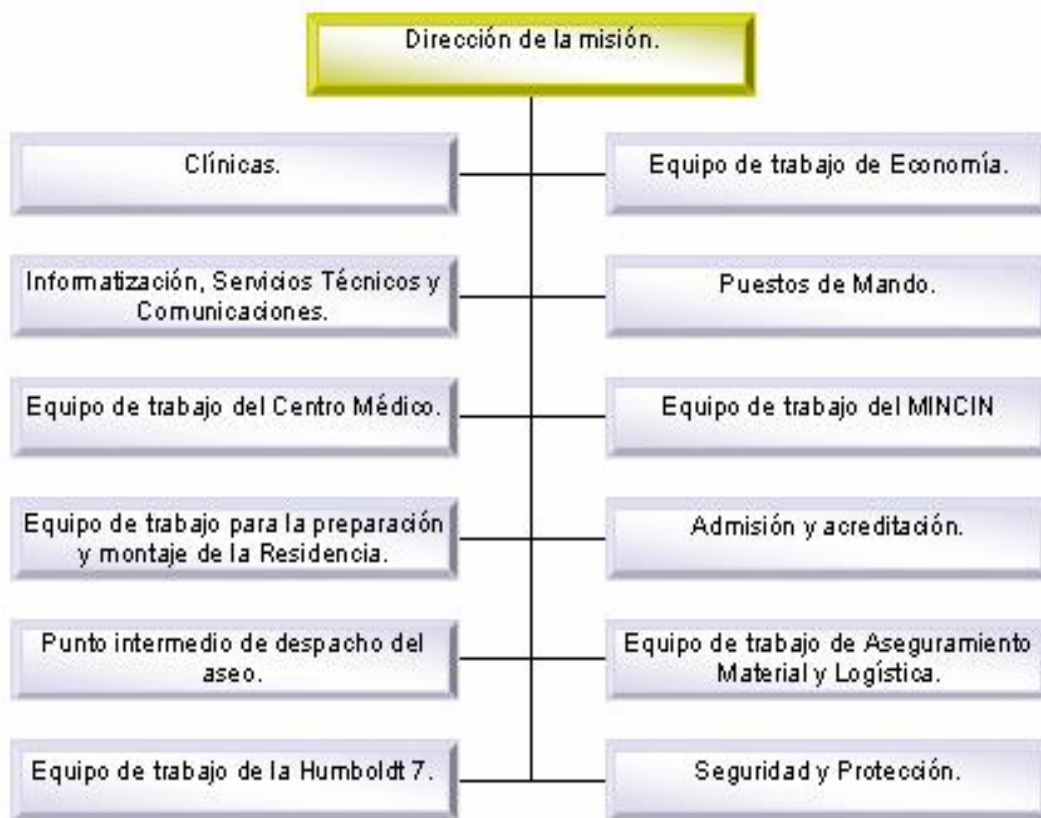 Dirección de la misión.
Clínicas.
Equipo de trabajo de Economía.
Informatización, Servicios Técnicos y
Comunicaciones.
Puestos de Mando.
Equipo de trabajo del Centro Médico.
Equipo de trabajo del MINCIN
Equipo de trabajo para la preparación
y montaje de la Residencia.
Admisión y acreditación.
Punto intermedio de despacho del
aseo.
Equipo de trabajo de Aseguramiento
Material y Logística.
Equipo de trabajo de la Humboldt 7.
Seguridad y Protección.